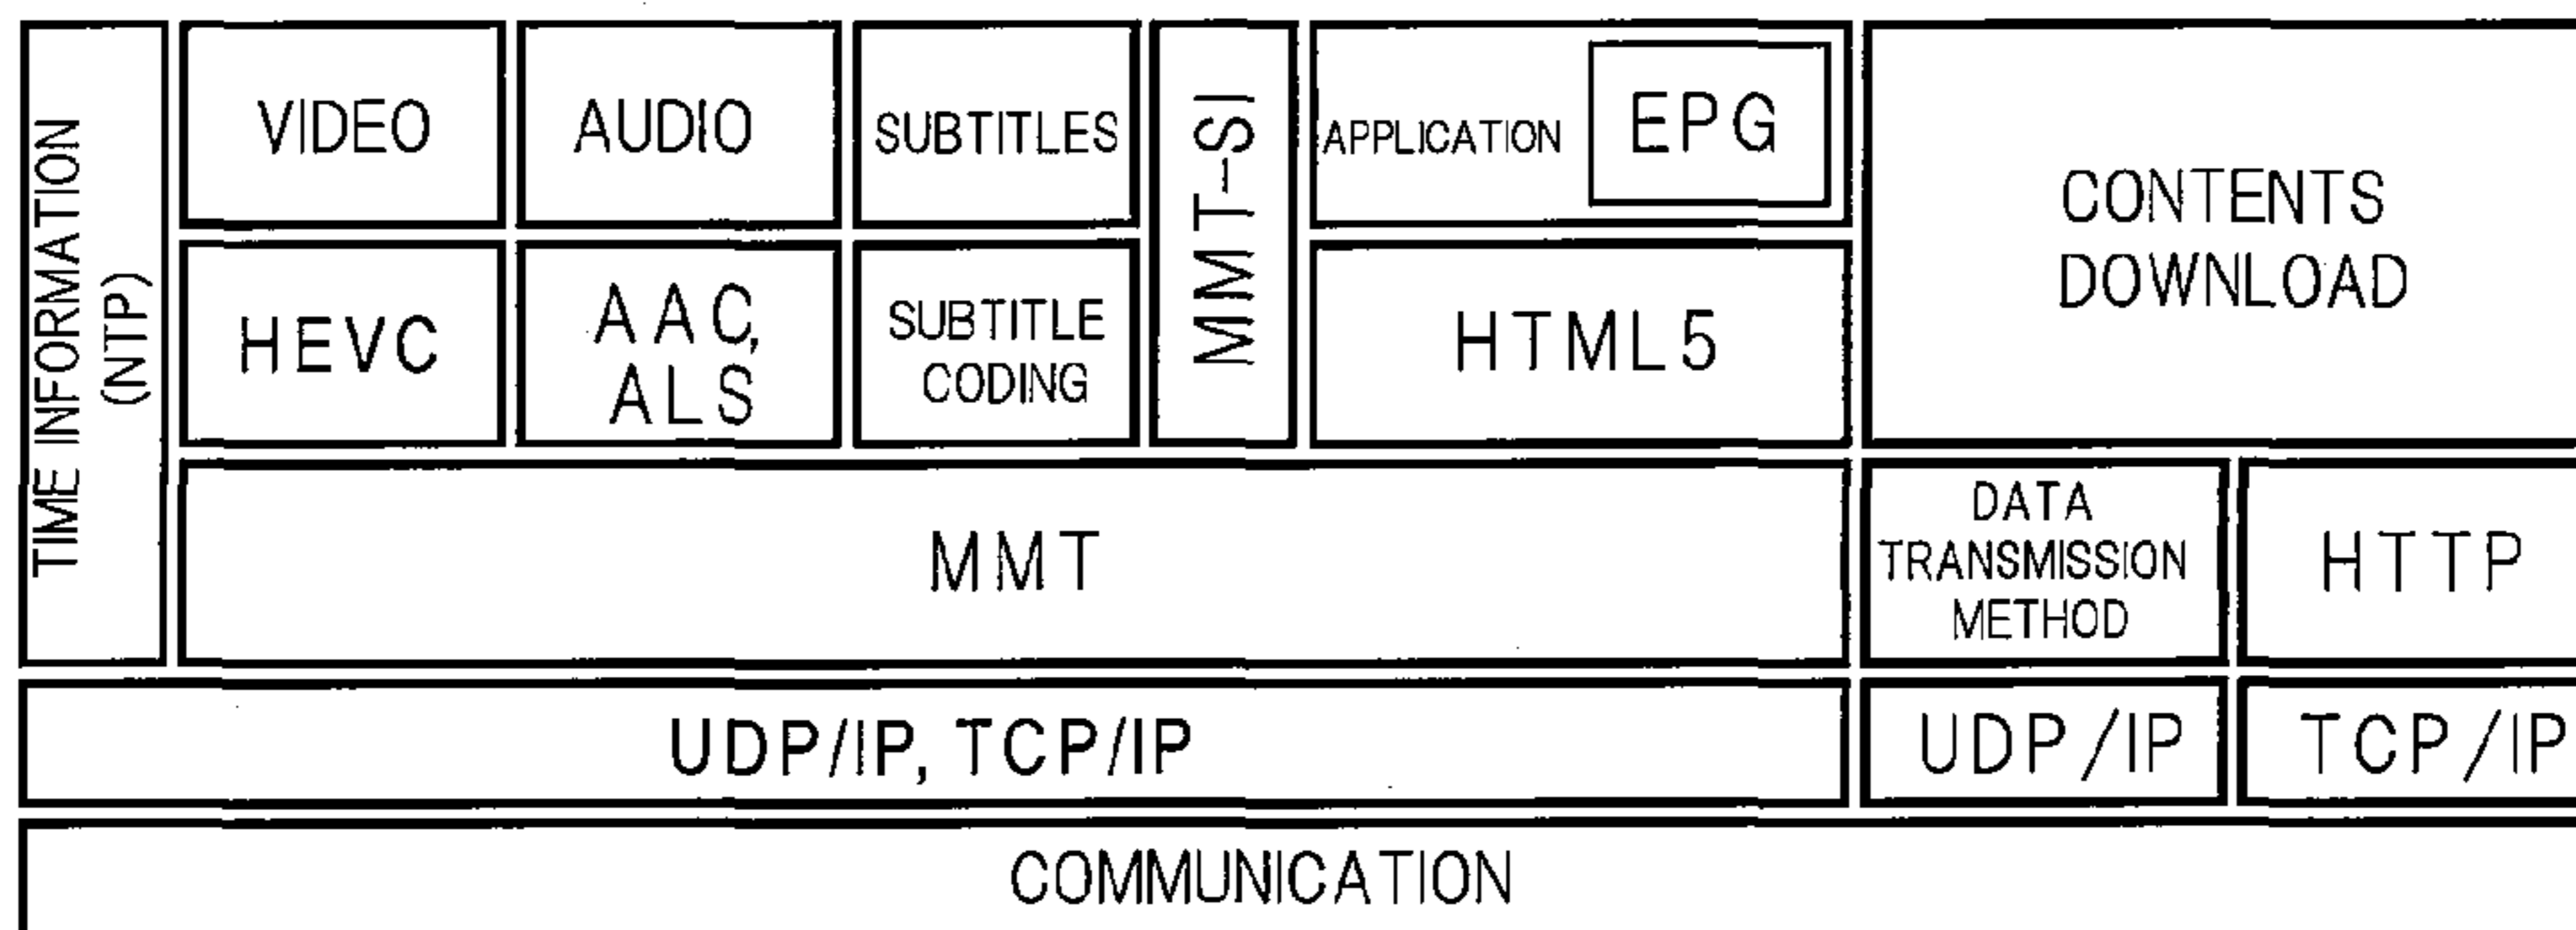 TIME INFORMATION
(NTP)
VIDEO
AUDIO
SUBTITLES
MMT-SI
APPLICATION
EPG
CONTENTS
DOWNLOAD
HEVC
AAC,
ALS
SUBTITLE
CODING
HTML5
MMT
DATA
TRANSMISSION
METHOD
HTTP
UDP/IP, TCP/IP
UDP/IP
TCP/IP
COMMUNICATION